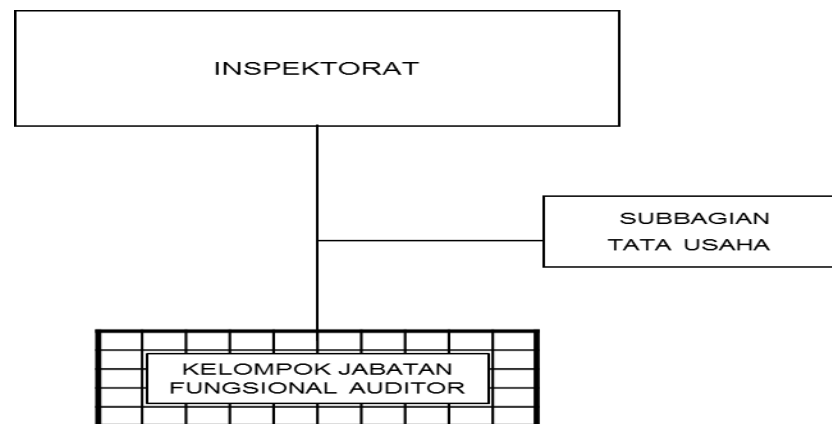 INSPEKTORAT
SUBBAGIAN
TATA USAHA
KELOMPOK JABATAN
FUNGSIONAL AUDITOR